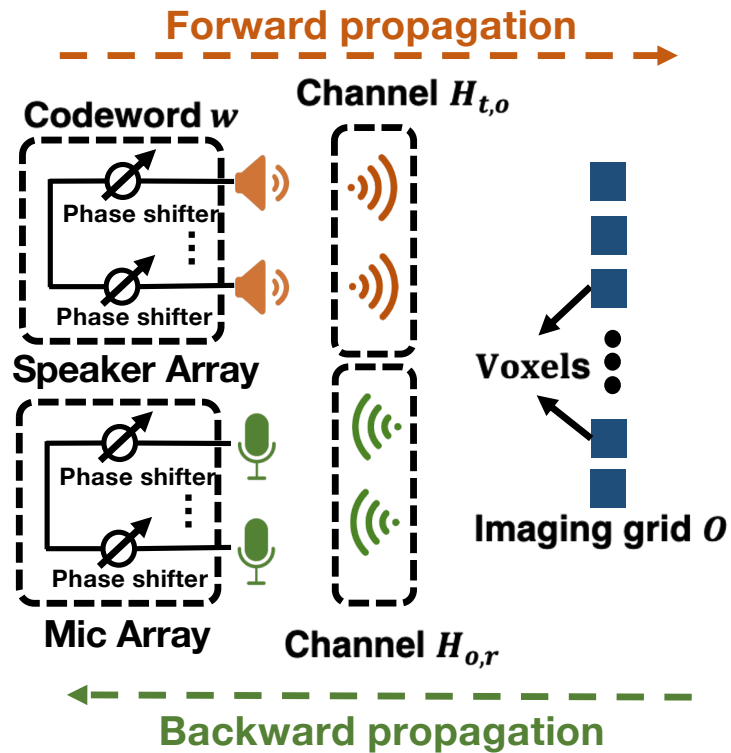 Forward propagation
Channel H_{t,o}
Codeword w
Phase shifter
Phase shifter
Speaker Array
Voxels
Phase shifter
Phase shifter
Imaging grid O
Mic Array
Channel H_{o,r}
Backward propagation